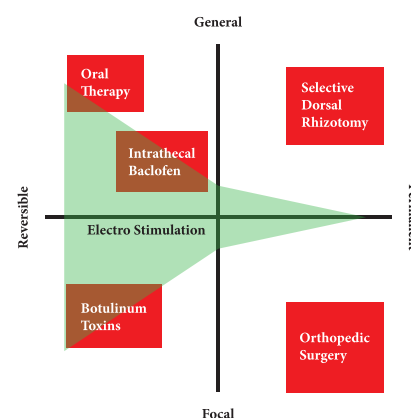 General
Oral
Therapy
Selective
Dorsal
Rhizotomy
Intrathecal
Baclofen
Reversible
Electro Stimulation
Botulinum
Toxins
Orthopedic
Surgery
Focal